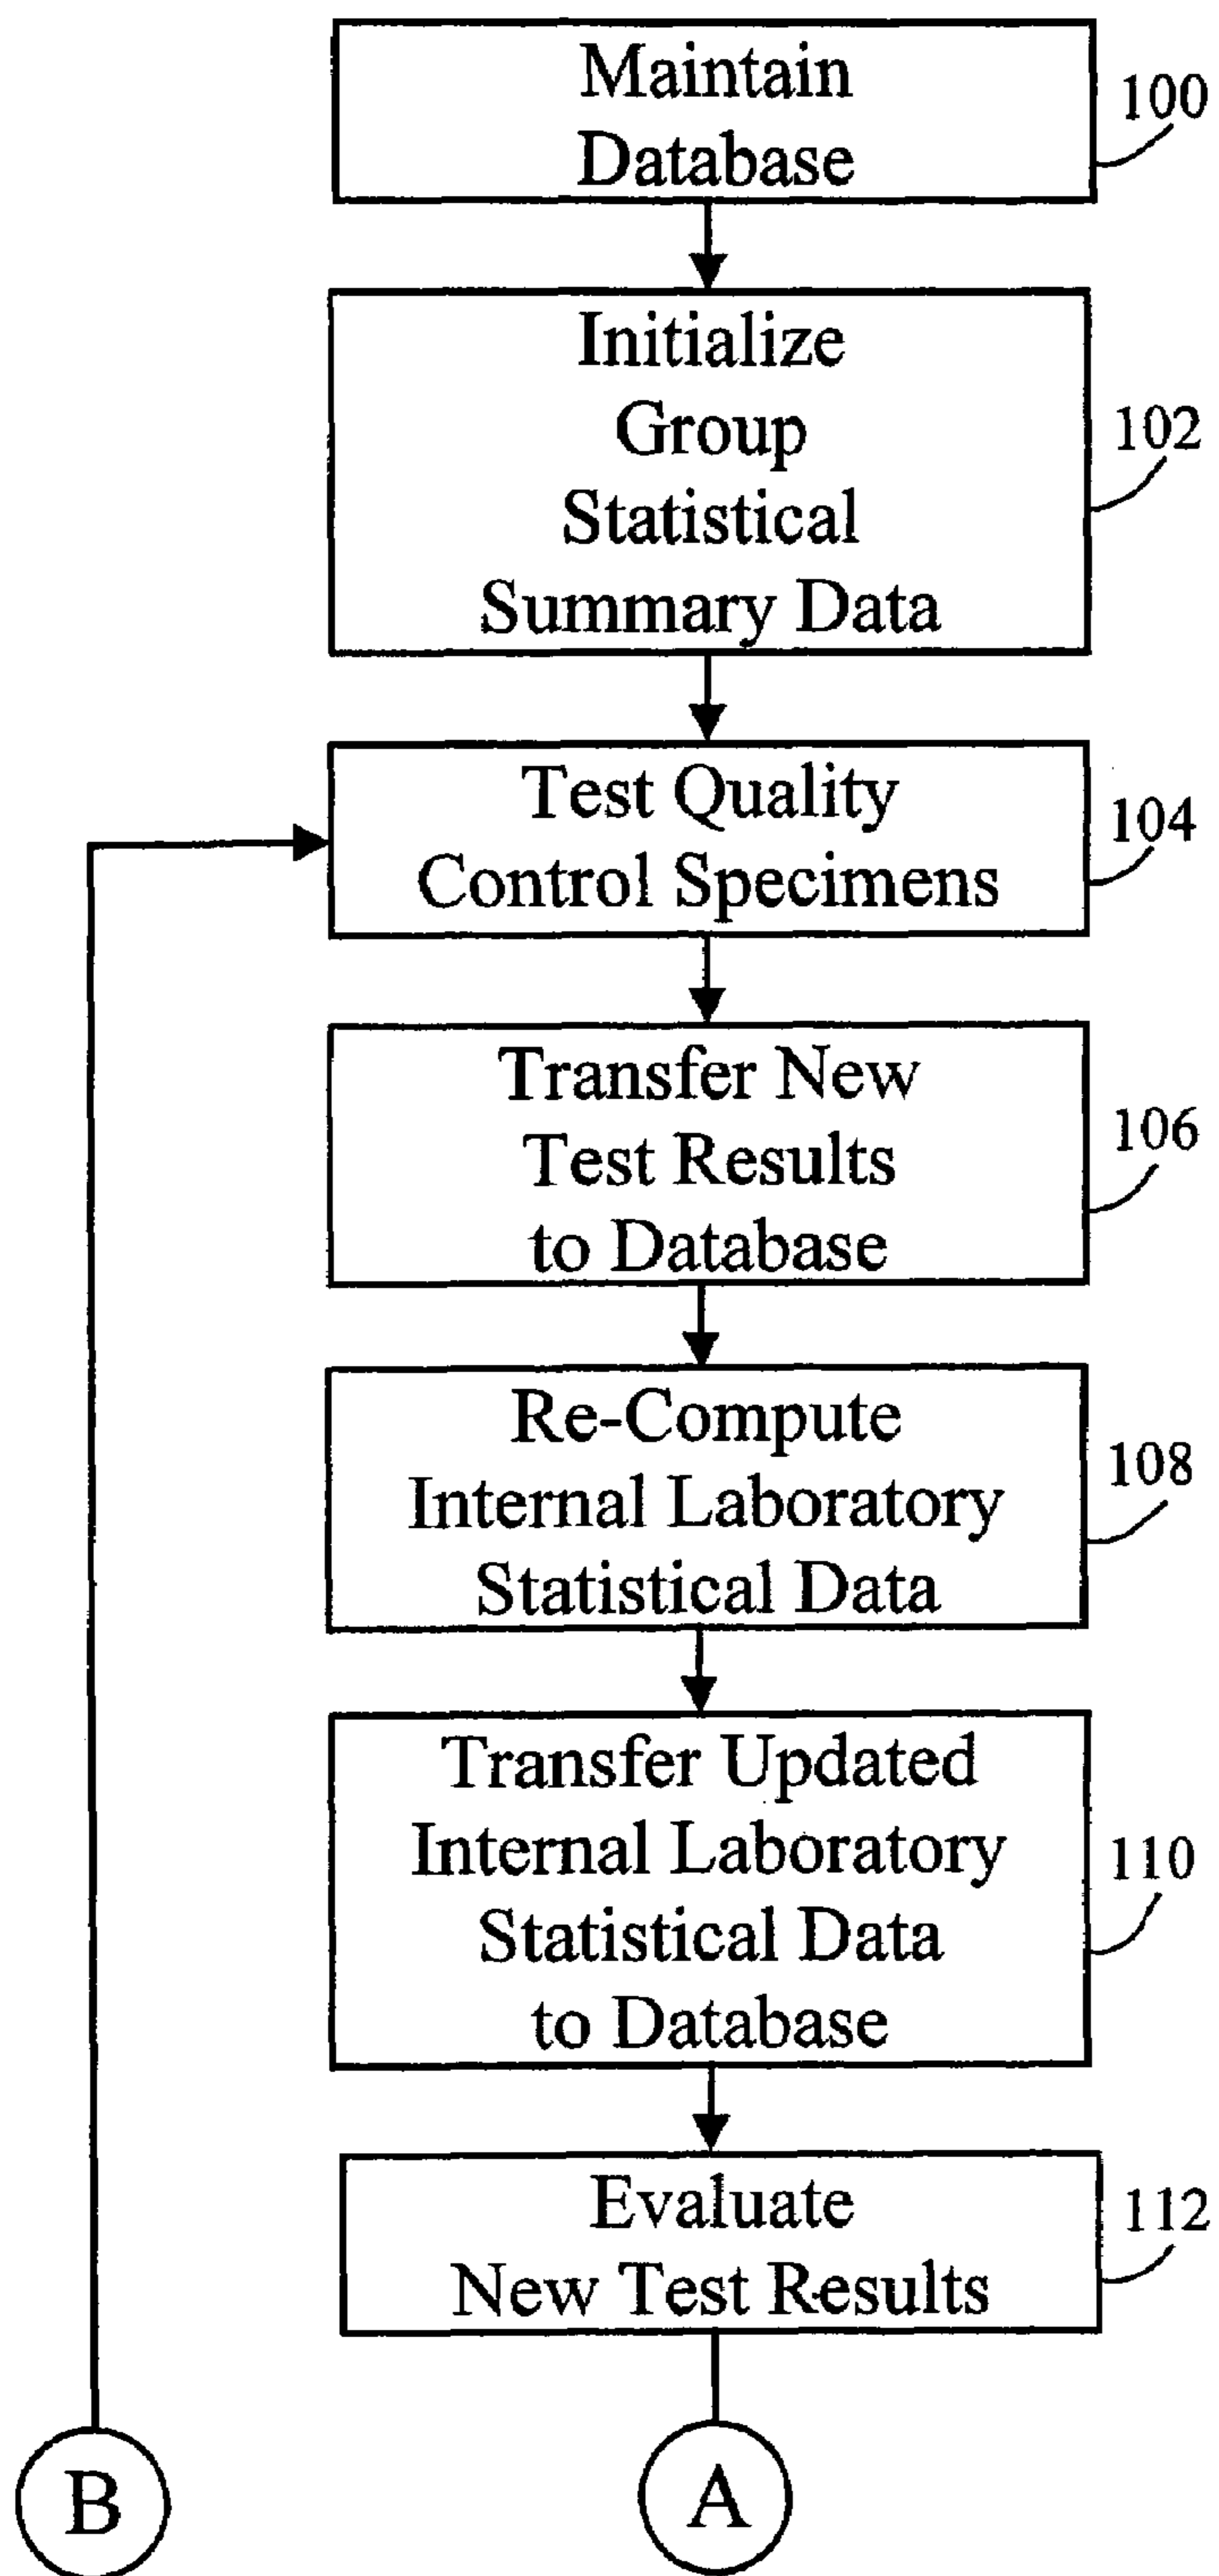 Maintain
Database
100
Initialize
Group
Statistical
Summary Data
102
Test Quality
Control Specimens
104
Transfer New
Test Results
to Database
106
Re-Compute
Internal Laboratory
Statistical Data
108
Transfer Updated
Internal Laboratory
Statistical Data
to Database
110
Evaluate
New Test Results
112
B
A